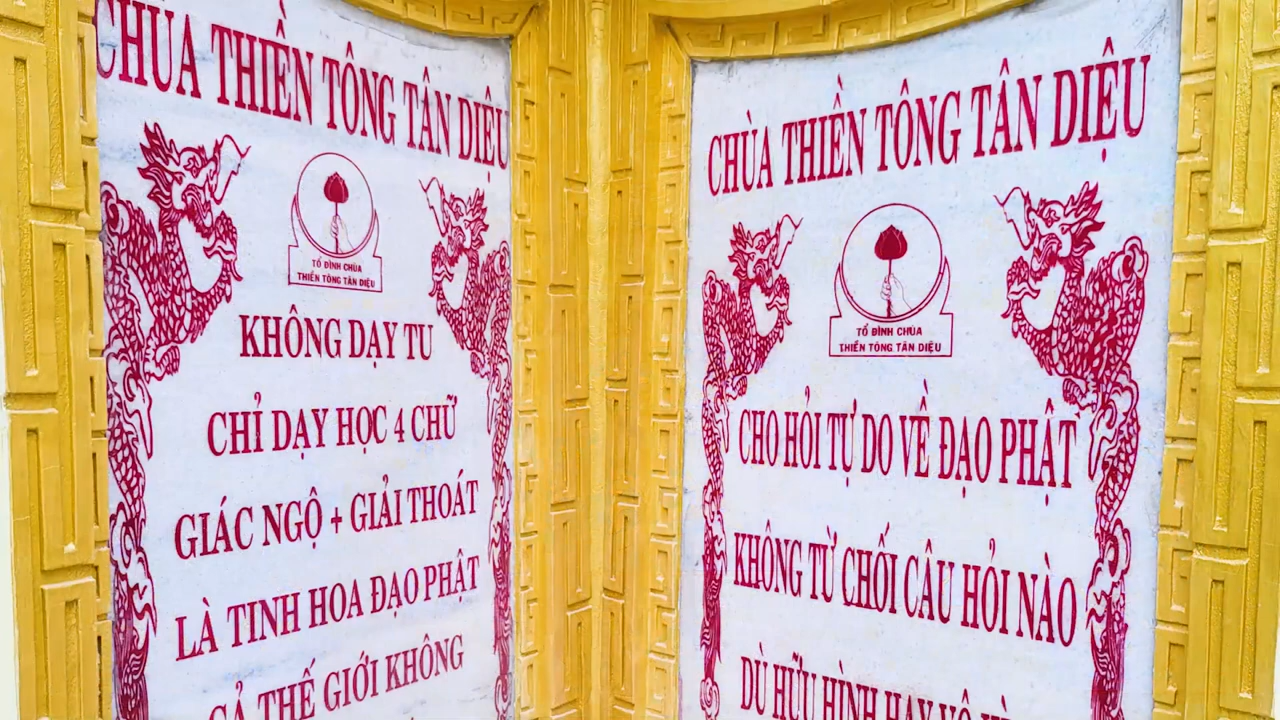 CHÙA THIỀN TÔNG TÂN DIỆU
TỔ ĐÌNH CHÙA
THIỀN TÔNG TÂN DIỆU
KHÔNG DẠY TU
CHỈ DẠY HỌC 4 CHỮ
GIÁC NGỘ + GIẢI THOÁT
LÀ TINH HOA ĐẠO PHẬT
CẢ THẾ GIỚI KHÔNG
CHÙA THIỀN TÔNG TÂN DIỆU
TỔ ĐÌNH CHÙA
THIỀN TÔNG TÂN DIỆU
CHO HỎI TỰ DO VỀ ĐẠO PHẬT
KHÔNG TỪ CHỐI CÂU HỎI NÀO
DÙ HỮU HÌNH HAY VÔ